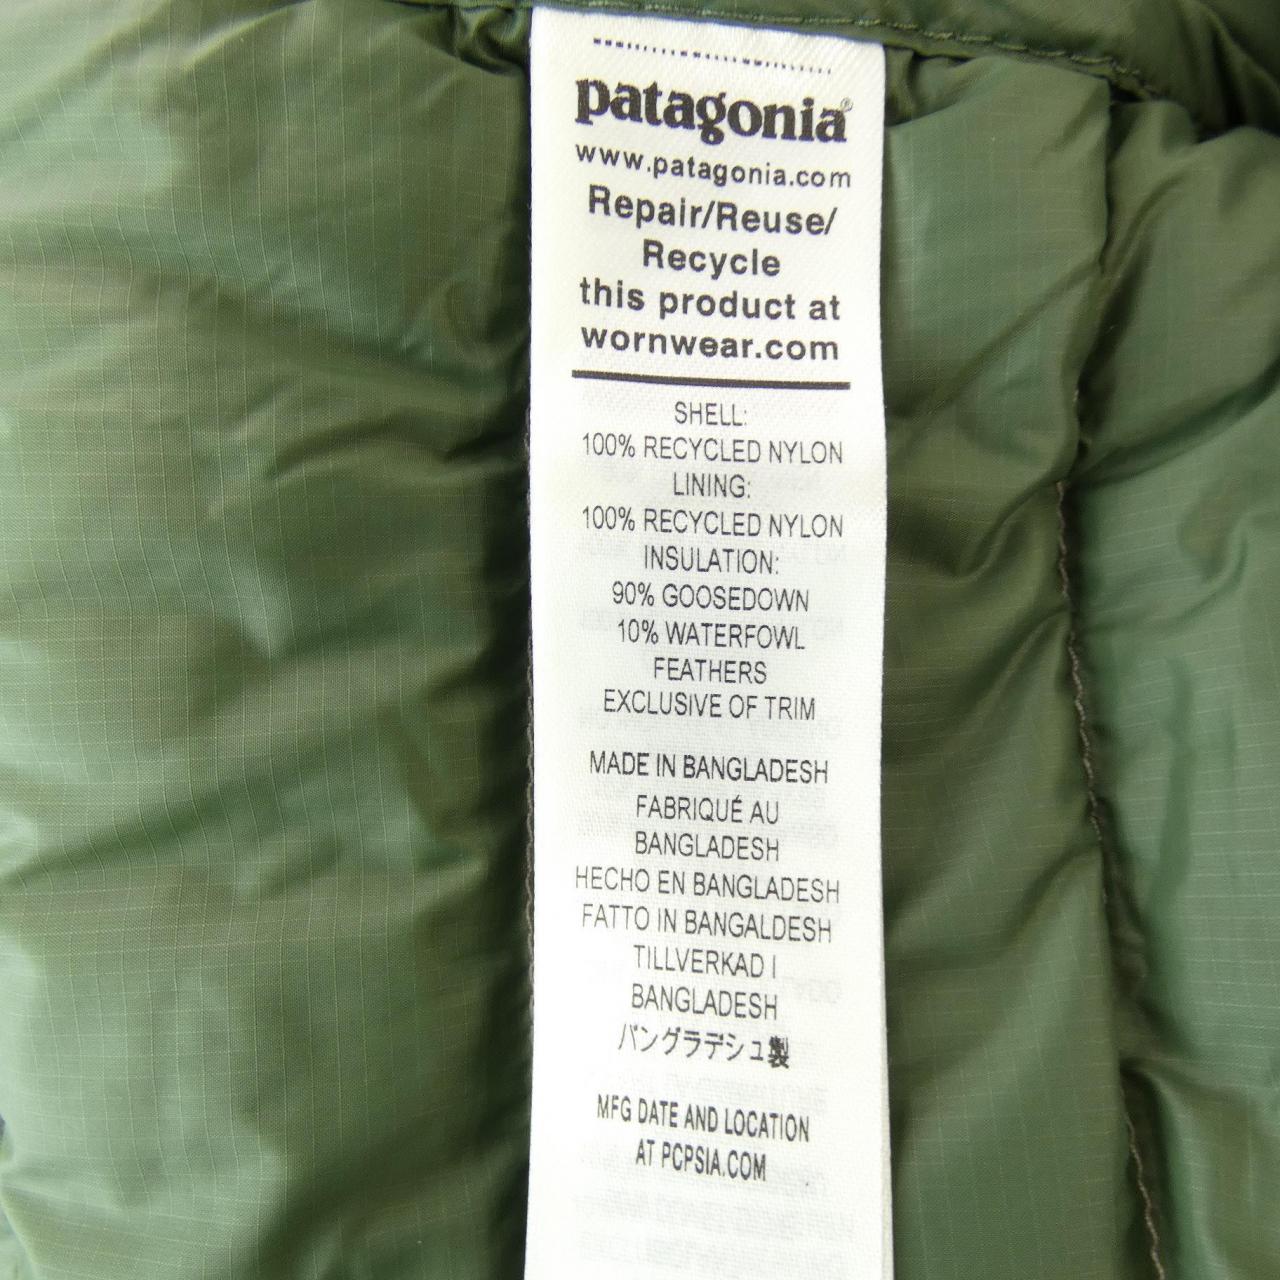 patagonia®
www.patagonia.com
Repair/Reuse/
Recycle
this product at
wornwear.com
SHELL:
100% RECYCLED NYLON
LINING:
100% RECYCLED NYLON
INSULATION:
90% GOOSEDOWN
10% WATERFOWL
FEATHERS
EXCLUSIVE OF TRIM
MADE IN BANGLADESH
FABRIQUÉ AU
BANGLADESH
HECHO EN BANGLADESH
FATTO IN BANGALDESH
TILLVERKAD I
BANGLADESH
バングラデシュ製
MFG DATE AND LOCATION
AT PCPSIA.COM